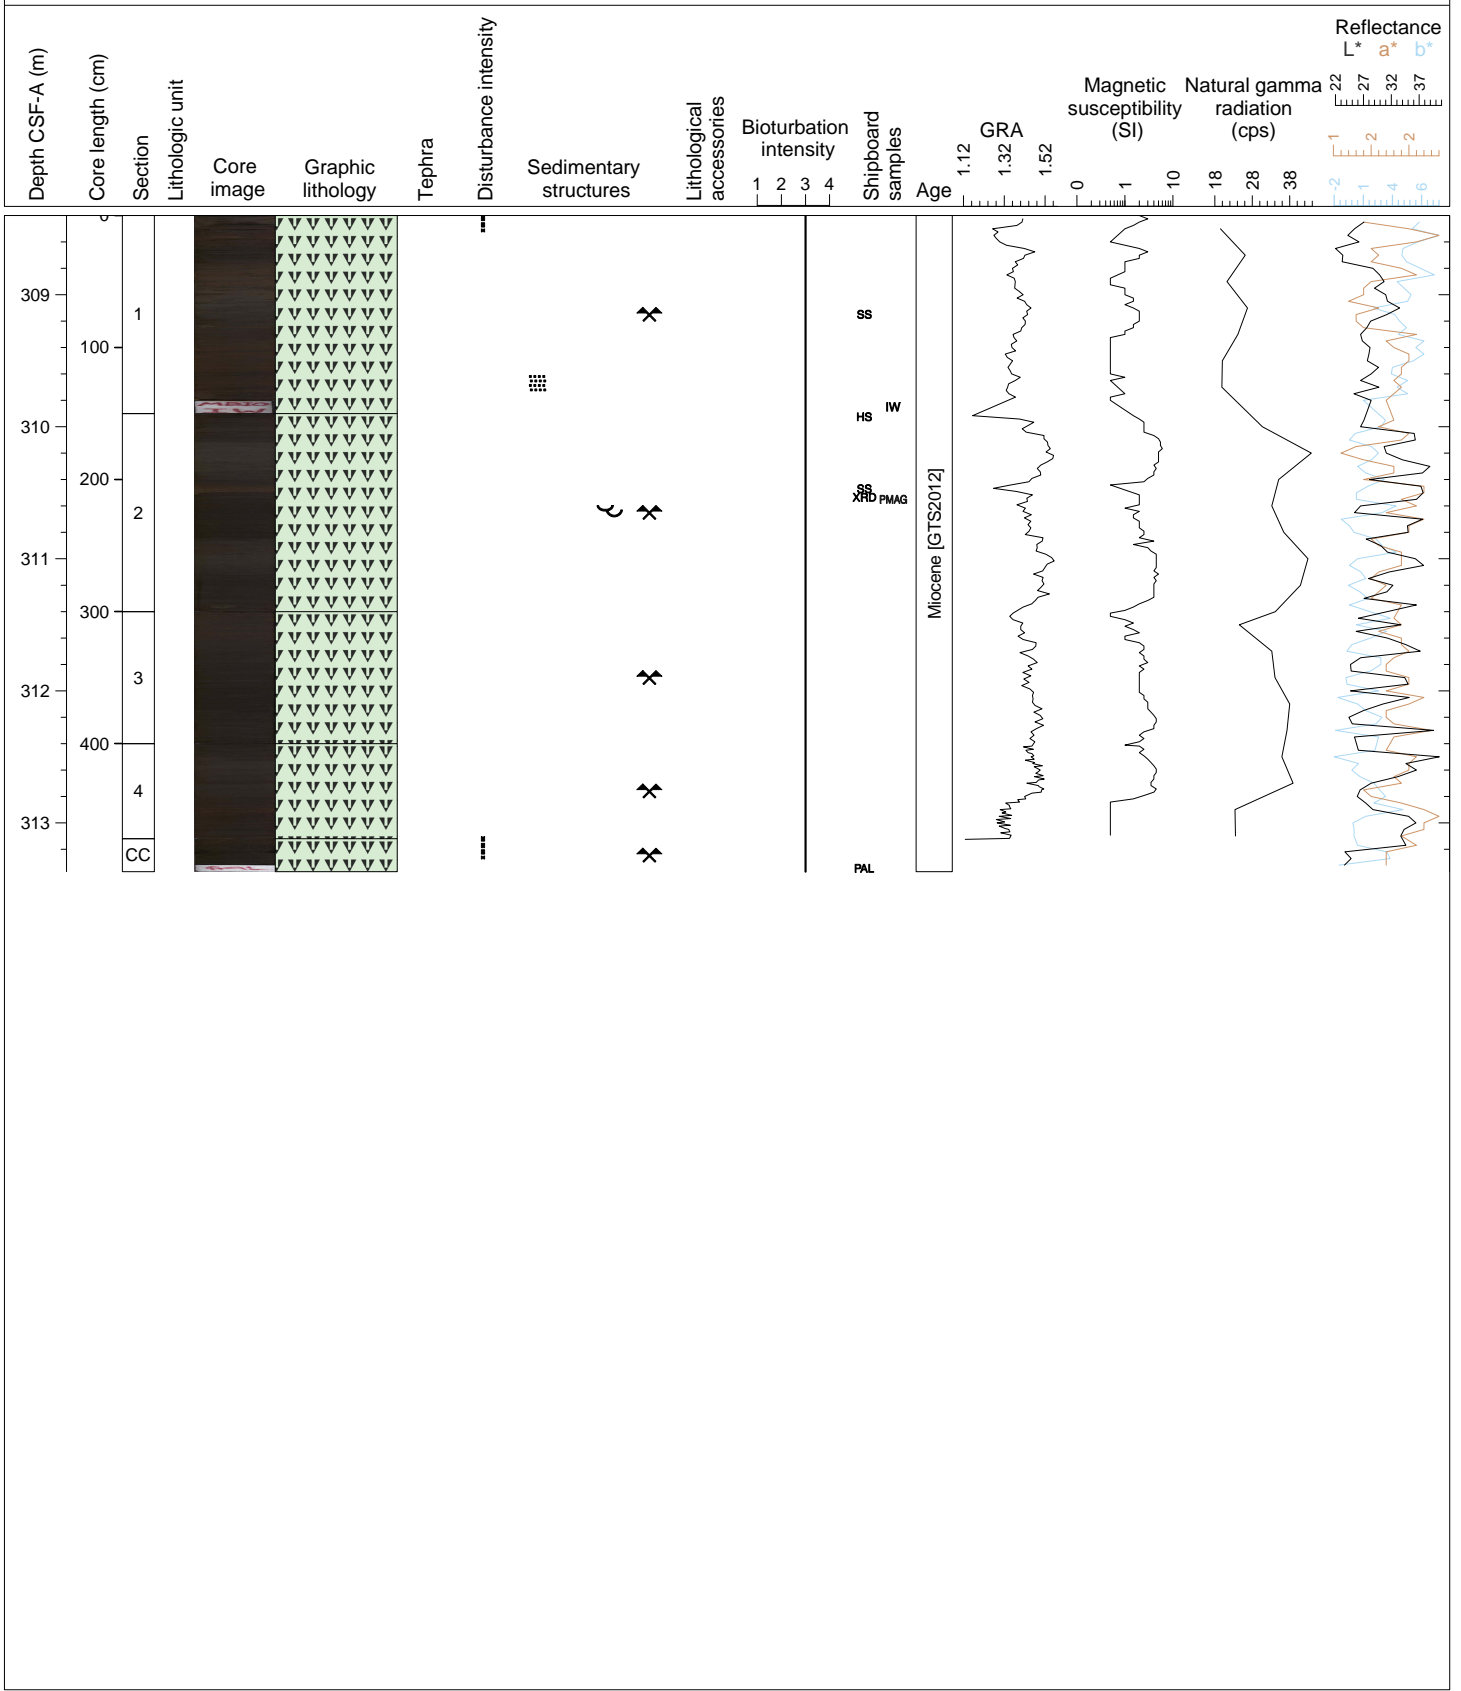 Depth CSF-A (m)
Core length (cm)
Section
Lithologic unit
Core
image
Graphic
lithology
Tephra
Disturbance intensity
Sedimentary
structures
Lithological
accessories
Bioturbation
intensity
1 2 3 4
Shipboard
samples
Age
GRA
1.12 1.32 1.52
Magnetic
susceptibility
(SI)
0 1 10
Natural gamma
radiation
(cps)
18 28 38
Reflectance
L* a* b*
22 27 32 37
1 2 2
-2 1 4 6
0
309
1
SS
100
IW
310
HS
200
SS
XRD PMAG
2
311
Miocene [GTS2012]
300
3
312
400
4
313
CC
PAL